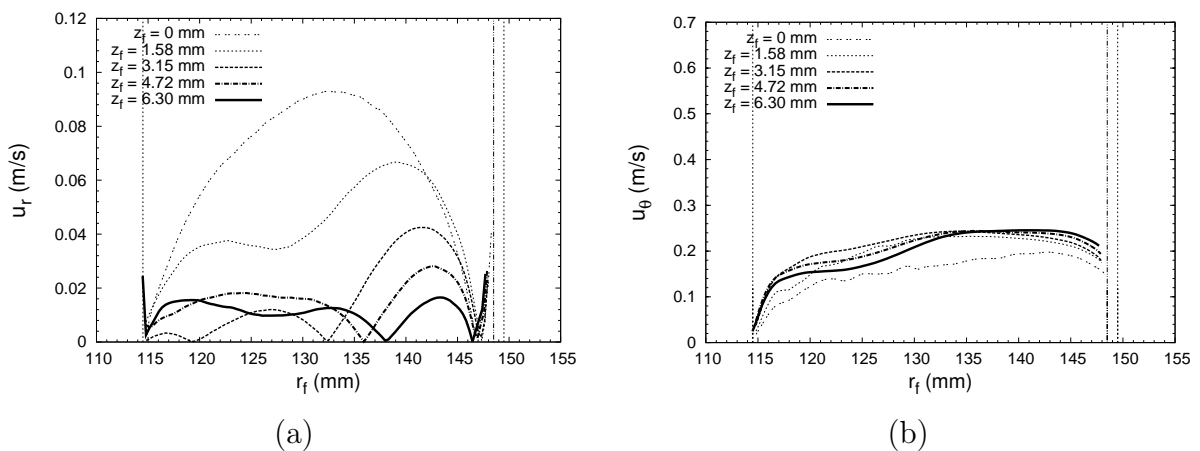 0.12
0.1
0.08
0.06
0.04
0.02
0
u_r (m/s)
z_f = 0 mm
z_f = 1.58 mm
z_f = 3.15 mm
z_f = 4.72 mm
z_f = 6.30 mm
110 115 120 125 130 135 140 145 150 155
r_f (mm)
(a)
0.7
0.6
0.5
0.4
0.3
0.2
0.1
0
u_θ (m/s)
z_f = 0 mm
z_f = 1.58 mm
z_f = 3.15 mm
z_f = 4.72 mm
z_f = 6.30 mm
110 115 120 125 130 135 140 145 150 155
r_f (mm)
(b)